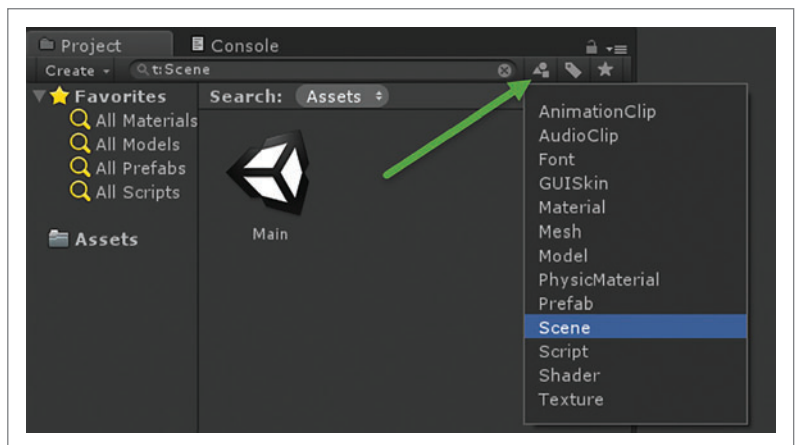 Project
Console
Create
t:Scene
Favorites
All Materials
All Models
All Prefabs
All Scripts
Assets
Search: Assets
Main
AnimationClip
AudioClip
Font
GUISkin
Material
Mesh
Model
PhysicMaterial
Prefab
Scene
Script
Shader
Texture